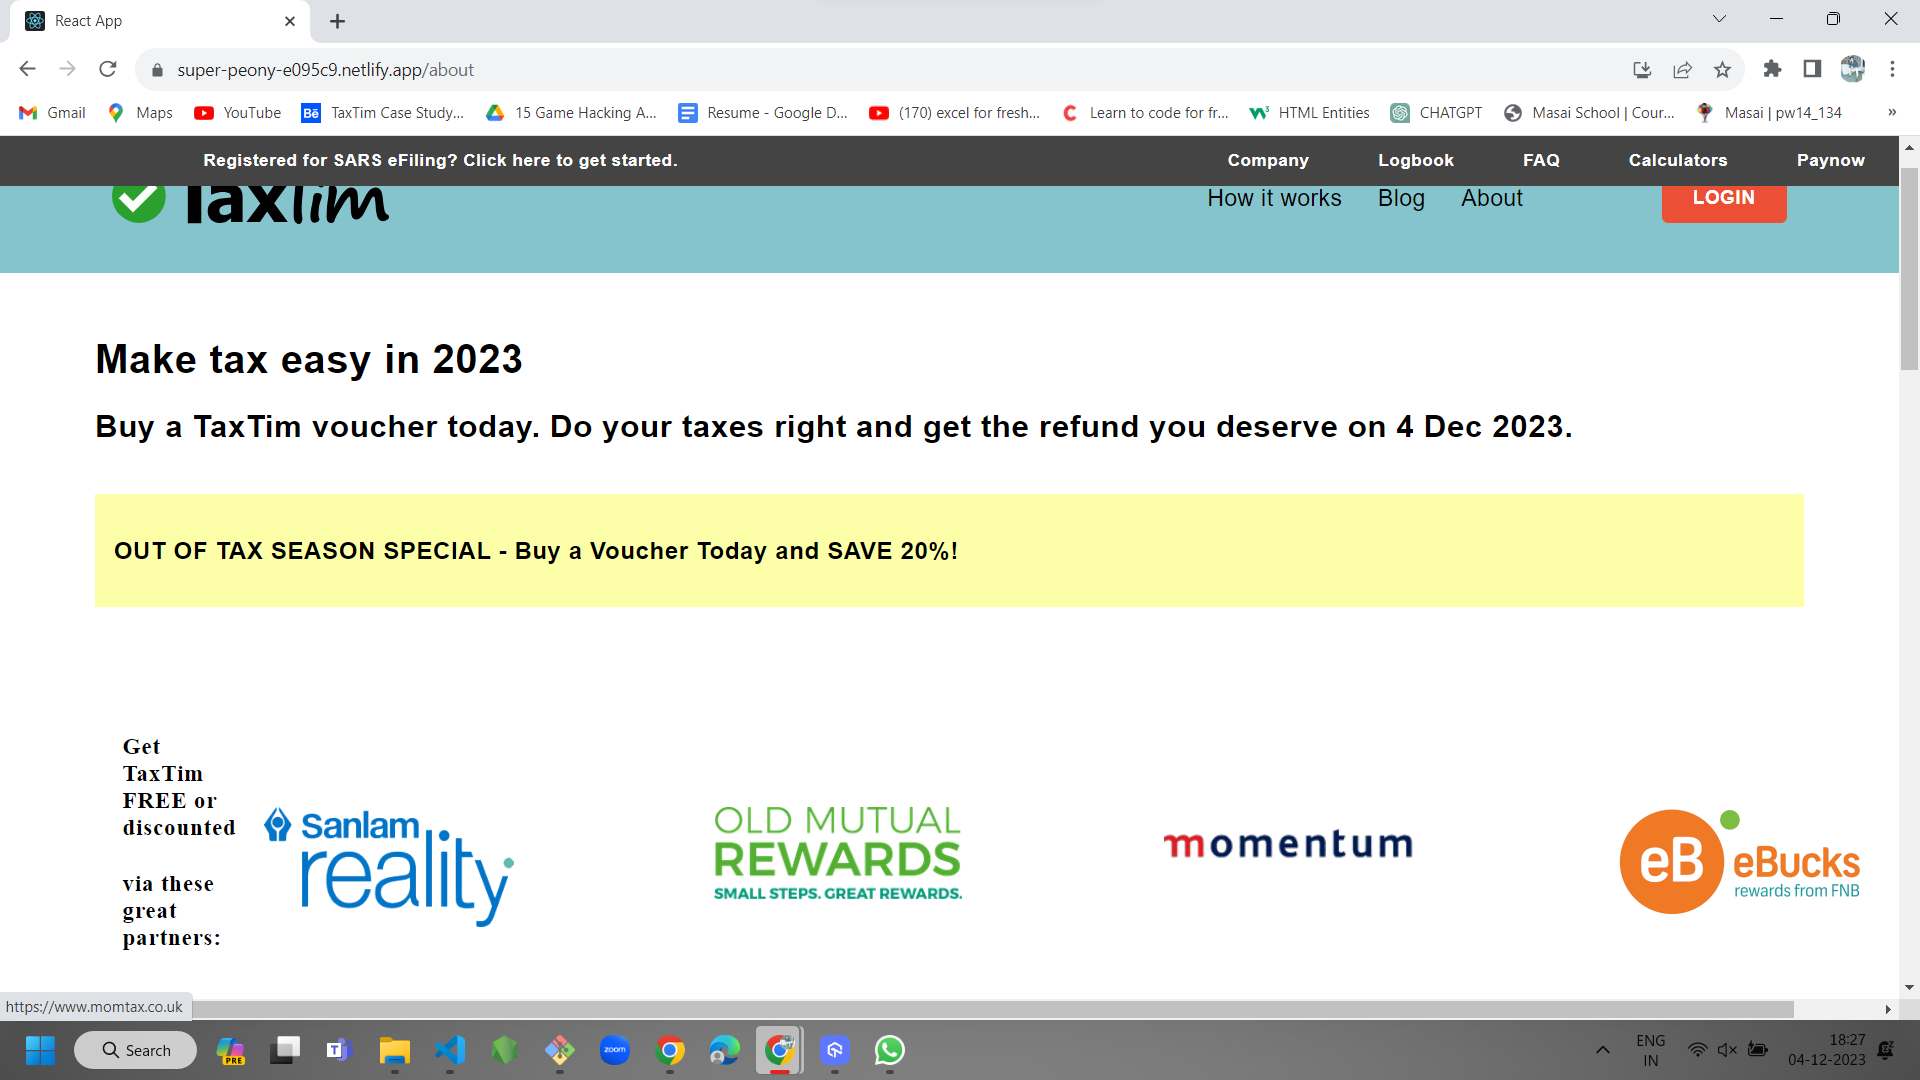 React App
super-peony-e095c9.netlify.app/about
Gmail
Maps
YouTube
Bē TaxTim Case Study...
15 Game Hacking A...
Resume - Google D...
(170) excel for fresh...
C Learn to code for fr...
HTML Entities
CHATGPT
Masai School | Cour...
Masai | pw14_134
»
Registered for SARS eFiling? Click here to get started.
Company
Logbook
FAQ
Calculators
Paynow
TaxTim
How it works
Blog
About
LOGIN
Make tax easy in 2023
Buy a TaxTim voucher today. Do your taxes right and get the refund you deserve on 4 Dec 2023.
OUT OF TAX SEASON SPECIAL - Buy a Voucher Today and SAVE 20%!
Get
TaxTim
FREE or
discounted
via these
great
partners:
Sanlam
reality
OLD MUTUAL
REWARDS
SMALL STEPS. GREAT REWARDS.
momentum
eB eBucks
rewards from FNB
https://www.momtax.co.uk
Search
PRE
zoom
ENG
IN
18:27
04-12-2023